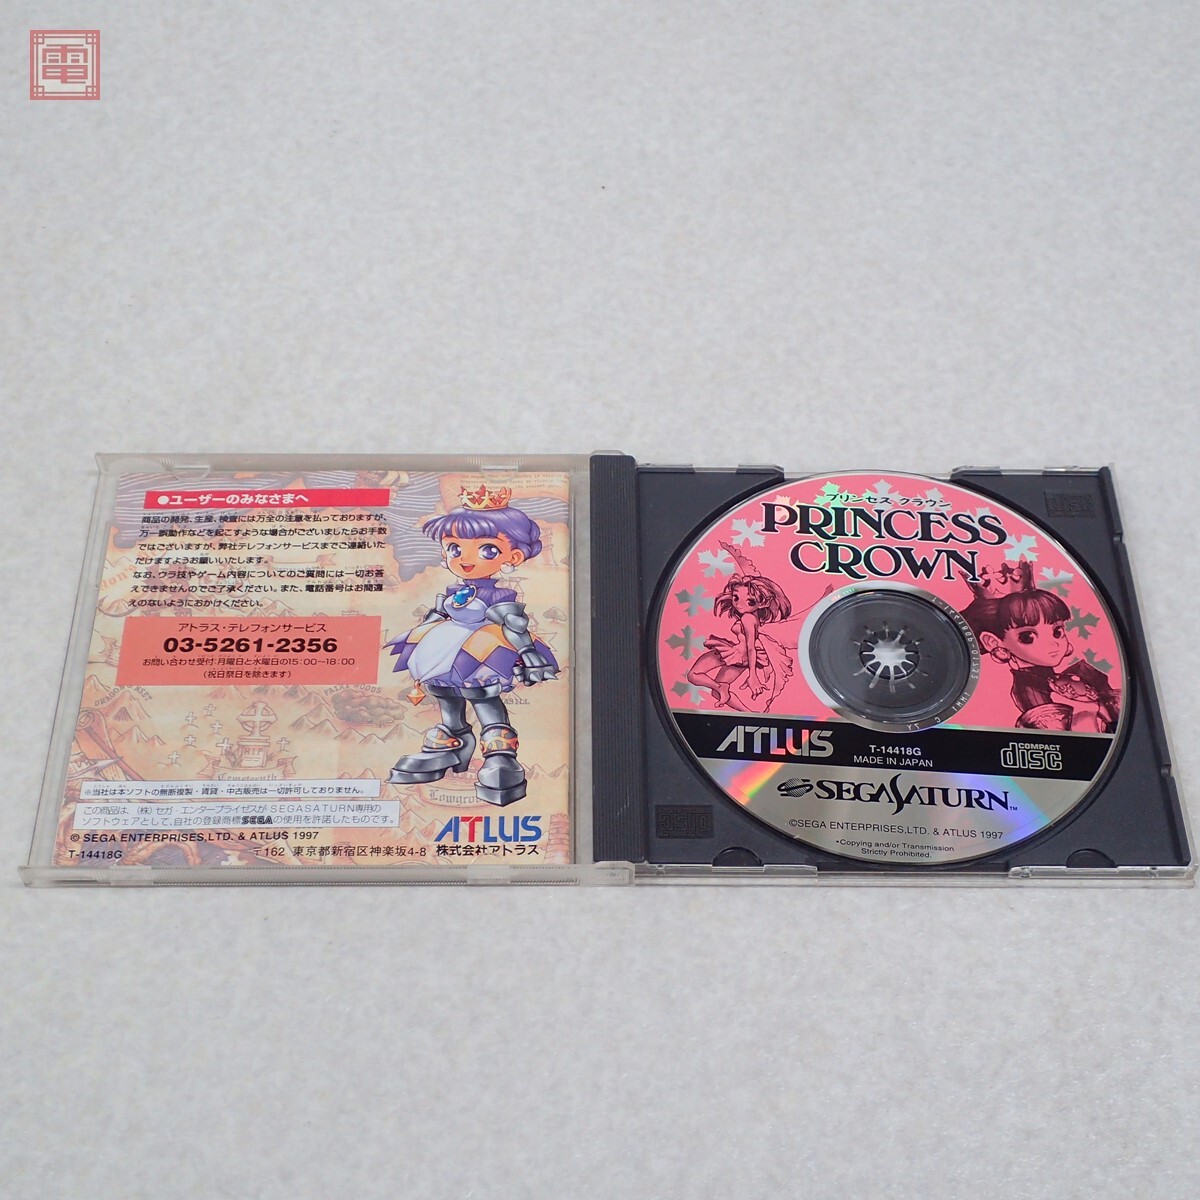 電
●ユーザーのみなさまへ
商品の開発、生産、検査には万全の注意を払っておりますが、
万一誤動作などを起こすような場合がございましたらお手数
ではございますが、弊社テレフォンサービスまでご連絡いた
だけますようお願いいたします。
なお、ウラ技やゲーム内容についてのご質問には一切お答
えできませんのでご了承ください。また、電話番号はお間違
えのないようにおかけください。
アトラス・テレフォンサービス
03-5261-2356
お問い合わせ受付:月曜日と水曜日の15:00〜18:00
(祝日祭日を除きます)
RIP
※当社は本ソフトの無断複製・賃貸・中古販売は一切許可しておりません。
この商品は、(株)セガ・エンタープライゼスがSEGASATURN専用の
ソフトウェアとして、自社の登録商標SEGAの使用を許諾したものです。
© SEGA ENTERPRISES,LTD. & ATLUS 1997
T-14418G
ATLUS
株式会社アトラス
〒162 東京都新宿区神楽坂4-8
プリンセス クラウン
PRINCESS
CROWN
ATLUS
T-14418G
MADE IN JAPAN
COMPACT
disc
SEGASATURN™
©SEGA ENTERPRISES,LTD. & ATLUS 1997
•Copying and/or Transmission
Strictly Prohibited.